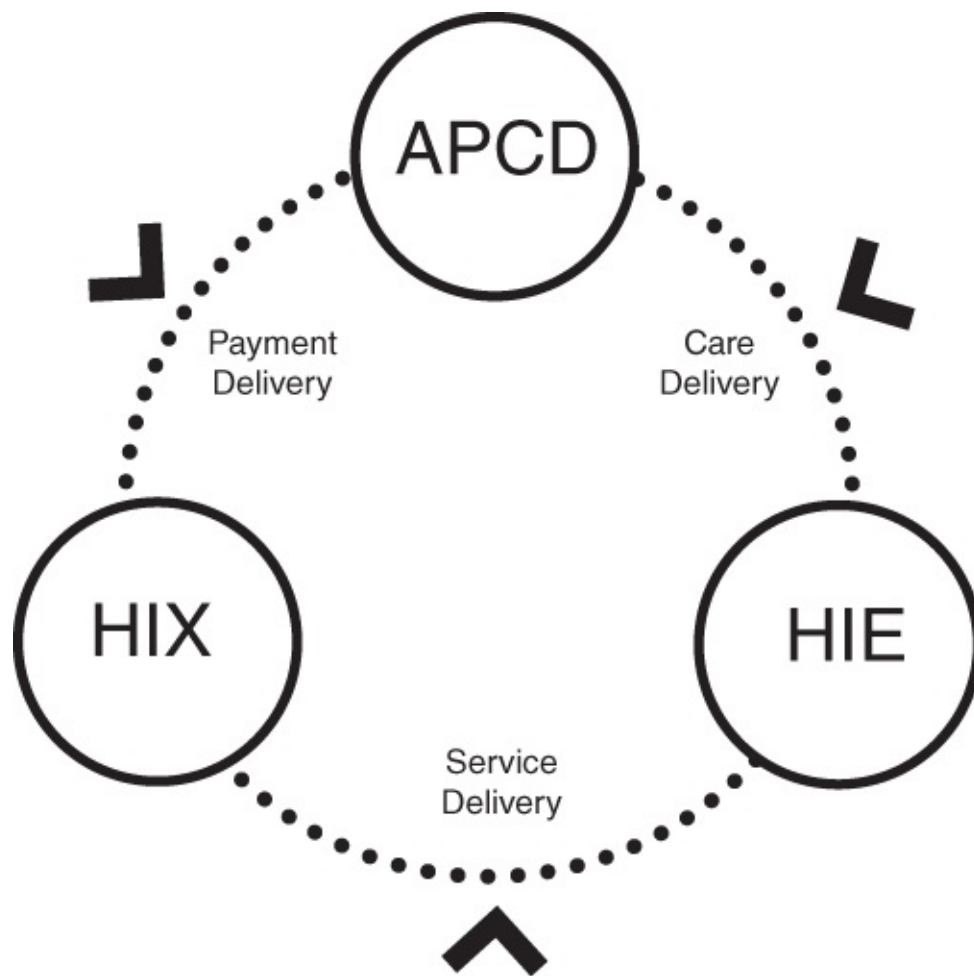 APCD
Payment
Delivery
Care
Delivery
HIX
HIE
Service
Delivery